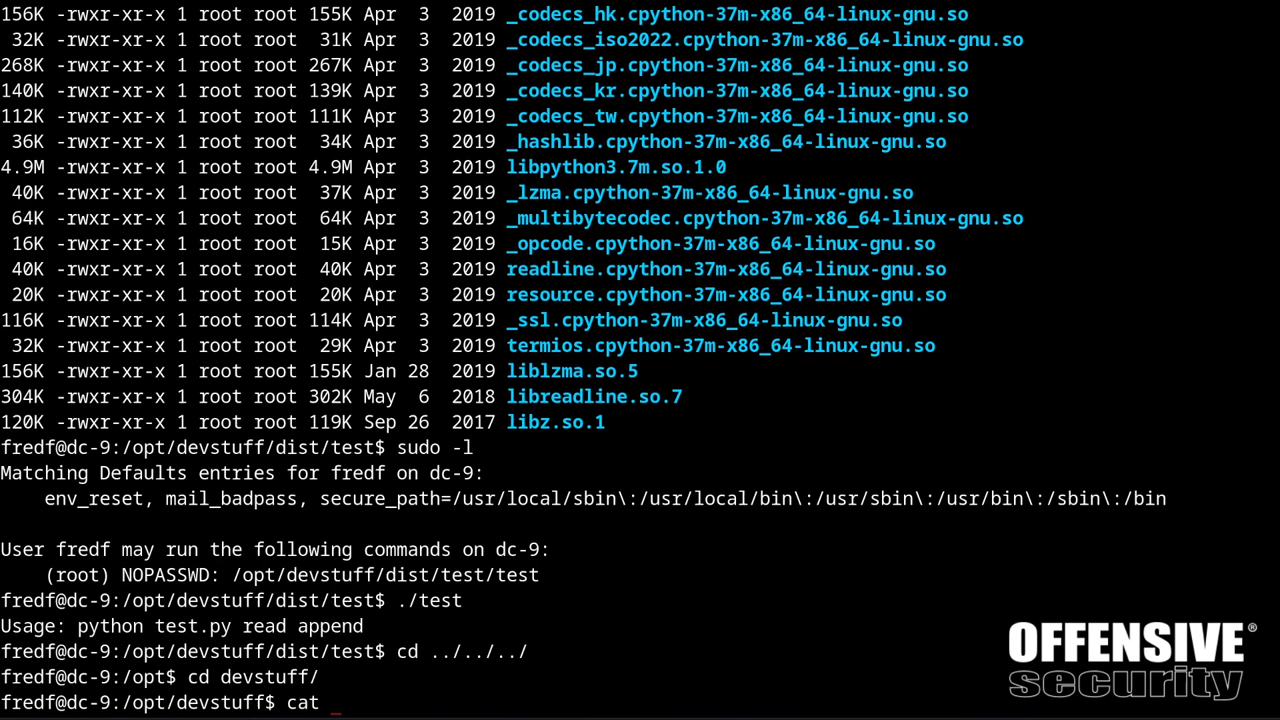 156K -rwxr-xr-x 1 root root 155K Apr  3  2019 _codecs_hk.cpython-37m-x86_64-linux-gnu.so
 32K -rwxr-xr-x 1 root root  31K Apr  3  2019 _codecs_iso2022.cpython-37m-x86_64-linux-gnu.so
268K -rwxr-xr-x 1 root root 267K Apr  3  2019 _codecs_jp.cpython-37m-x86_64-linux-gnu.so
140K -rwxr-xr-x 1 root root 139K Apr  3  2019 _codecs_kr.cpython-37m-x86_64-linux-gnu.so
112K -rwxr-xr-x 1 root root 111K Apr  3  2019 _codecs_tw.cpython-37m-x86_64-linux-gnu.so
 36K -rwxr-xr-x 1 root root  34K Apr  3  2019 _hashlib.cpython-37m-x86_64-linux-gnu.so
4.9M -rwxr-xr-x 1 root root 4.9M Apr  3  2019 libpython3.7m.so.1.0
 40K -rwxr-xr-x 1 root root  37K Apr  3  2019 _lzma.cpython-37m-x86_64-linux-gnu.so
 64K -rwxr-xr-x 1 root root  64K Apr  3  2019 _multibytecodec.cpython-37m-x86_64-linux-gnu.so
 16K -rwxr-xr-x 1 root root  15K Apr  3  2019 _opcode.cpython-37m-x86_64-linux-gnu.so
 40K -rwxr-xr-x 1 root root  40K Apr  3  2019 readline.cpython-37m-x86_64-linux-gnu.so
 20K -rwxr-xr-x 1 root root  20K Apr  3  2019 resource.cpython-37m-x86_64-linux-gnu.so
116K -rwxr-xr-x 1 root root 114K Apr  3  2019 _ssl.cpython-37m-x86_64-linux-gnu.so
 32K -rwxr-xr-x 1 root root  29K Apr  3  2019 termios.cpython-37m-x86_64-linux-gnu.so
156K -rwxr-xr-x 1 root root 155K Jan 28  2019 liblzma.so.5
304K -rwxr-xr-x 1 root root 302K May  6  2018 libreadline.so.7
120K -rwxr-xr-x 1 root root 119K Sep 26  2017 libz.so.1
fredf@dc-9:/opt/devstuff/dist/test$ sudo -l
Matching Defaults entries for fredf on dc-9:
    env_reset, mail_badpass, secure_path=/usr/local/sbin\:/usr/local/bin\:/usr/sbin\:/usr/bin\:/sbin\:/bin
User fredf may run the following commands on dc-9:
    (root) NOPASSWD: /opt/devstuff/dist/test/test
fredf@dc-9:/opt/devstuff/dist/test$ ./test
Usage: python test.py read append
fredf@dc-9:/opt/devstuff/dist/test$ cd ../../../
fredf@dc-9:/opt$ cd devstuff/
fredf@dc-9:/opt/devstuff$ cat _
OFFENSIVE®
security